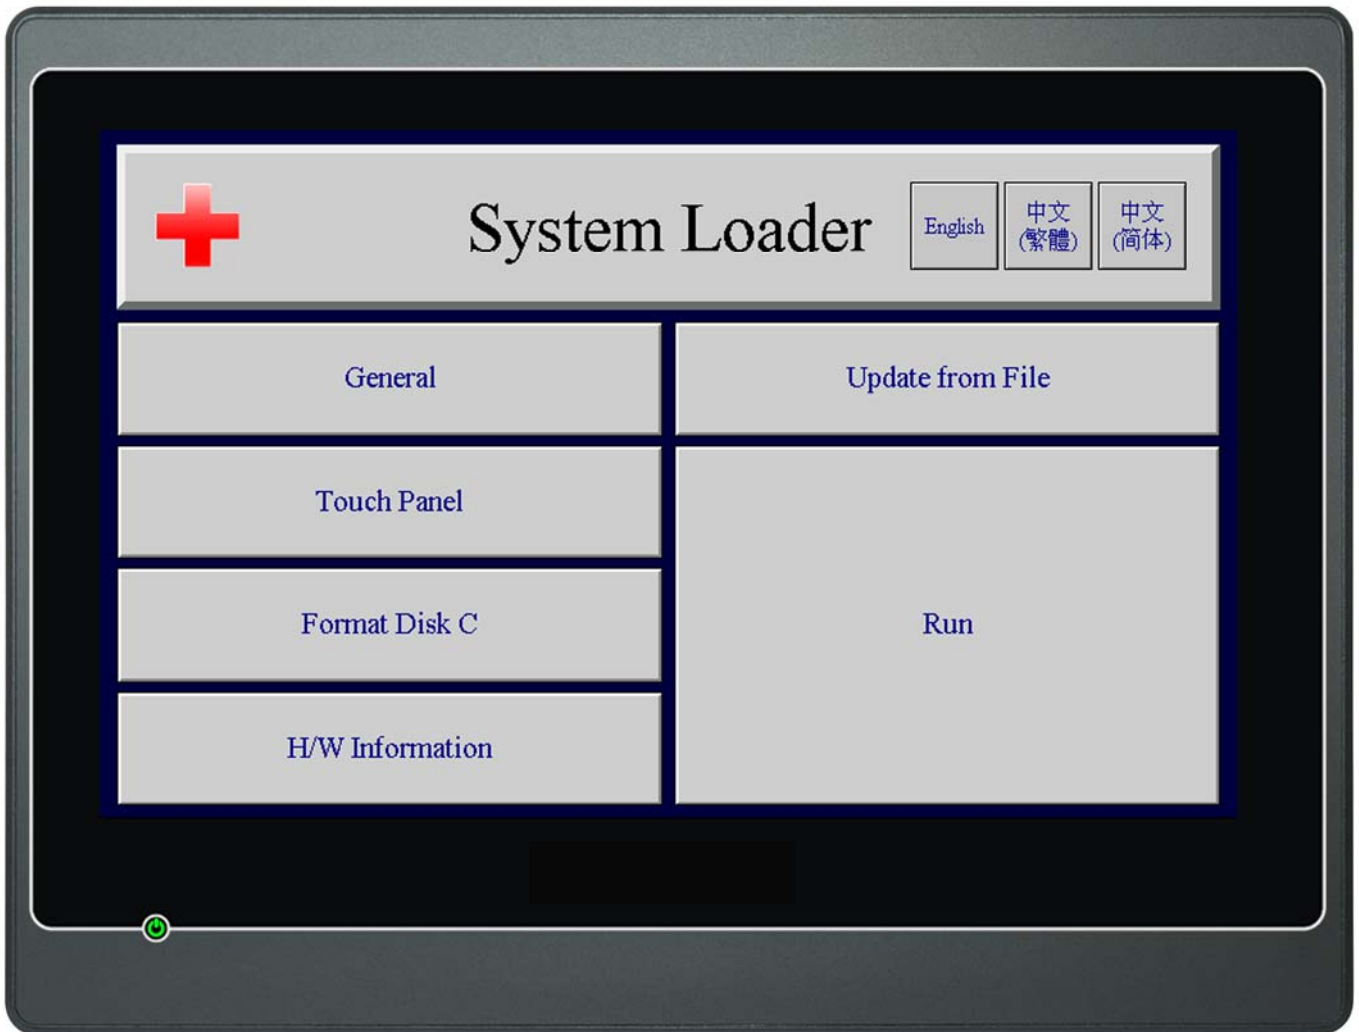 System Loader
English
中文
(繁體)
中文
(简体)
General
Update from File
Touch Panel
Format Disk C
Run
H/W Information